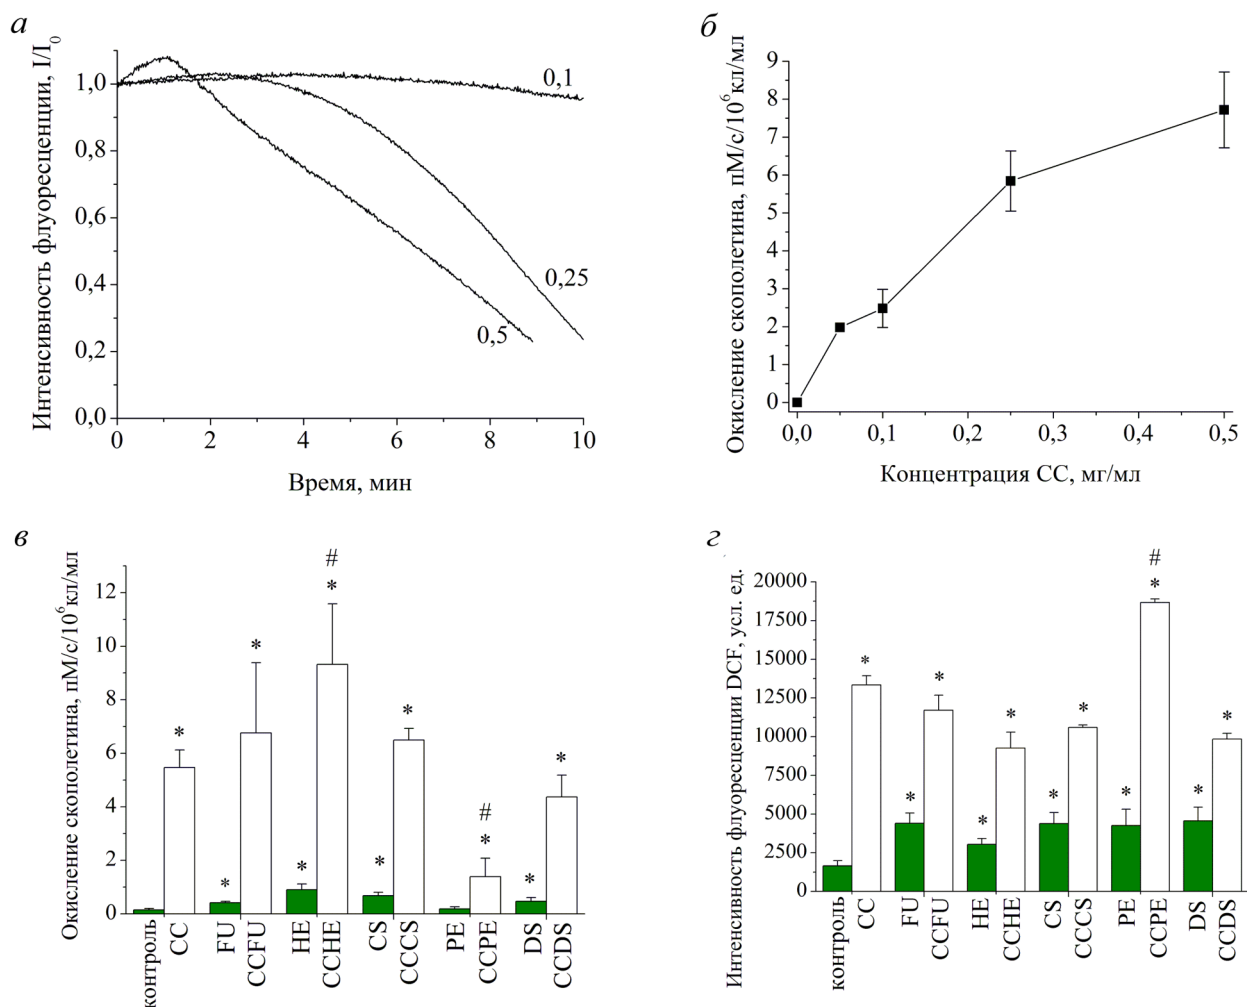 а
Интенсивность флуоресценции, I/I₀
1,0
0,8
0,6
0,4
0,2
0,0
0,1
0,25
0,5
0 2 4 6 8 10
Время, мин
б
Окисление скополетина, пМ/с/10⁶кл/мл
9
8
7
6
5
4
3
2
1
0
0,0 0,1 0,2 0,3 0,4 0,5
Концентрация СС, мг/мл
в
Окисление скополетина, пМ/с/10⁶кл/мл
12
10
8
6
4
2
0
* * * * # * * * # * * *
контроль CC FU CCFU HE CCHE CS CCCS PE CCPE DS CCDS
г
Интенсивность флуоресценции DCF, усл. ед.
20000
17500
15000
12500
10000
7500
5000
2500
0
* * * * * * * * # * * *
контроль CC FU CCFU HE CCHE CS CCCS PE CCPE DS CCDS